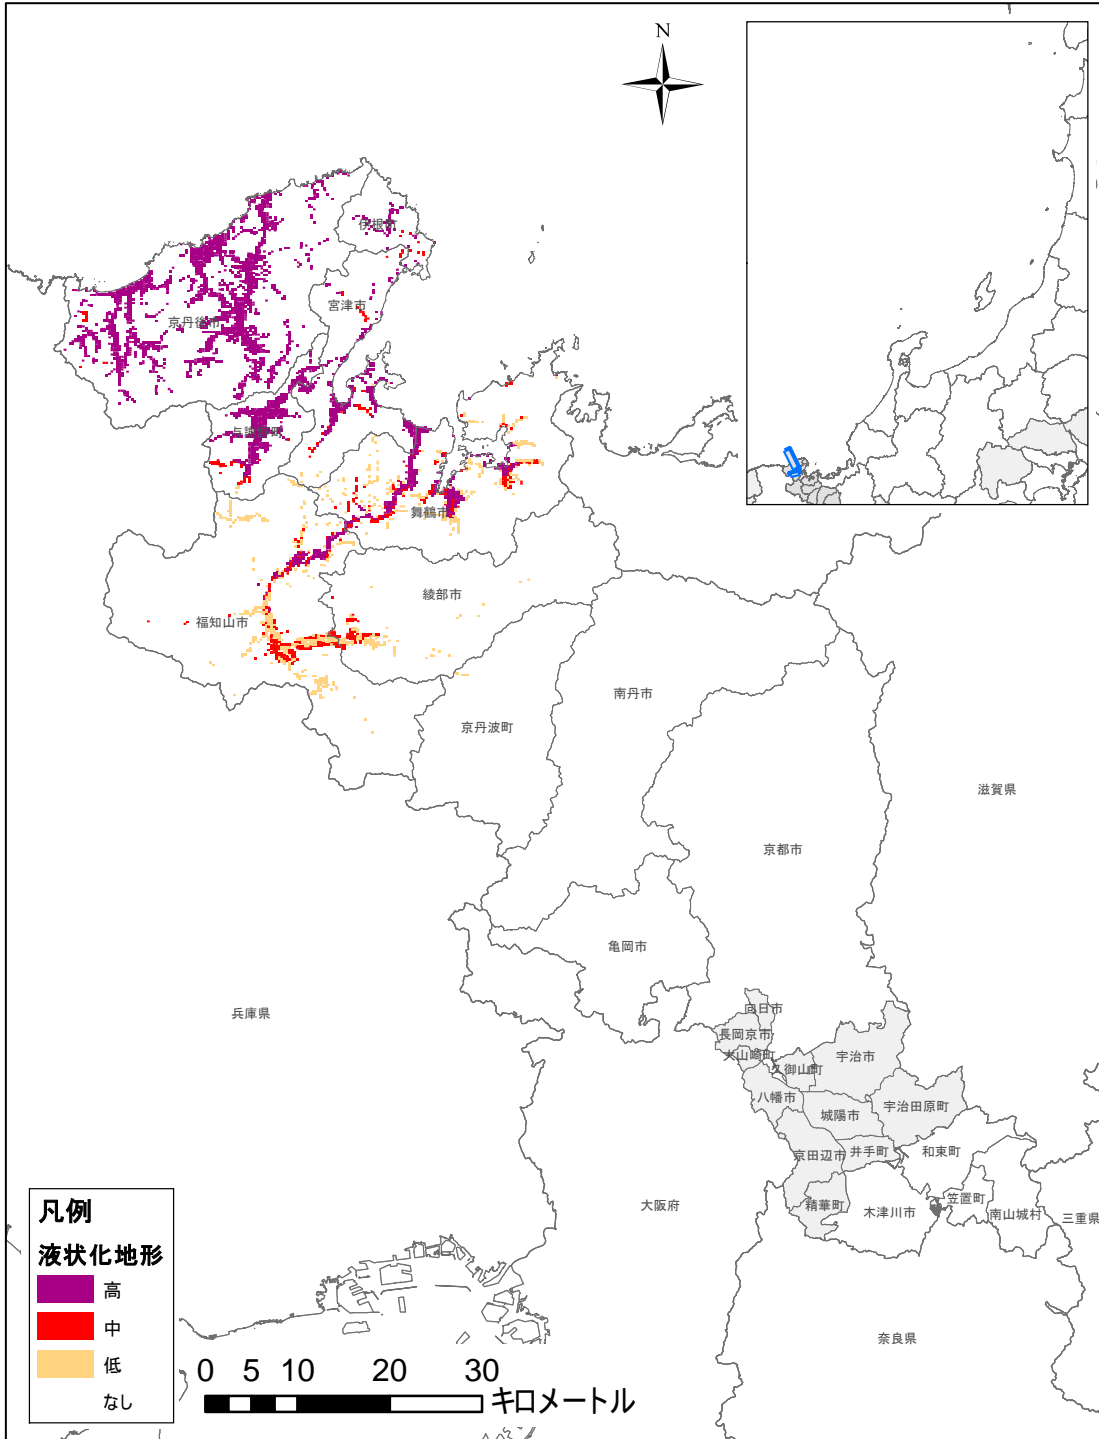 N
伊根町
宮津市
京丹後市
与謝野町
舞鶴市
綾部市
福知山市
南丹市
京丹波町
滋賀県
京都市
亀岡市
兵庫県
向日市
長岡京市
大山崎町
久御山町
宇治市
八幡市
城陽市
宇治田原町
京田辺市
井手町
和束町
精華町
木津川市
笠置町
南山城村
三重県
大阪府
奈良県
凡例
液状化地形
高
中
低
なし
0 5 10 20 30
キロメートル